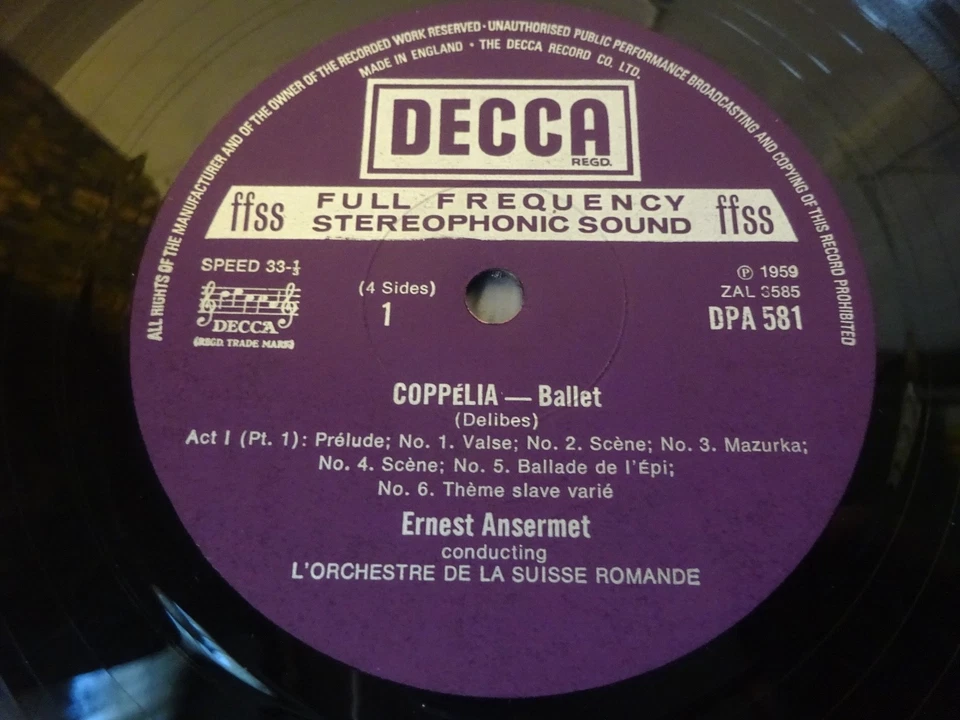 ALL RIGHTS OF THE MANUFACTURER AND OF THE OWNER OF THE RECORDED WORK RESERVED · UNAUTHORISED PUBLIC PERFORMANCE BROADCASTING AND COPYING OF THIS RECORD PROHIBITED
MADE IN ENGLAND · THE DECCA RECORD CO. LTD.
DECCA
REGD.
ffss FULL FREQUENCY ffss
STEREOPHONIC SOUND
SPEED 33-⅓
DECCA
(REGD. TRADE MARK)
(4 Sides)
1
℗ 1959
ZAL 3585
DPA 581
COPPÉLIA — Ballet
(Delibes)
Act I (Pt. 1): Prélude; No. 1. Valse; No. 2. Scène; No. 3. Mazurka;
No. 4. Scène; No. 5. Ballade de l'Épi;
No. 6. Thème slave varié
Ernest Ansermet
conducting
L'ORCHESTRE DE LA SUISSE ROMANDE